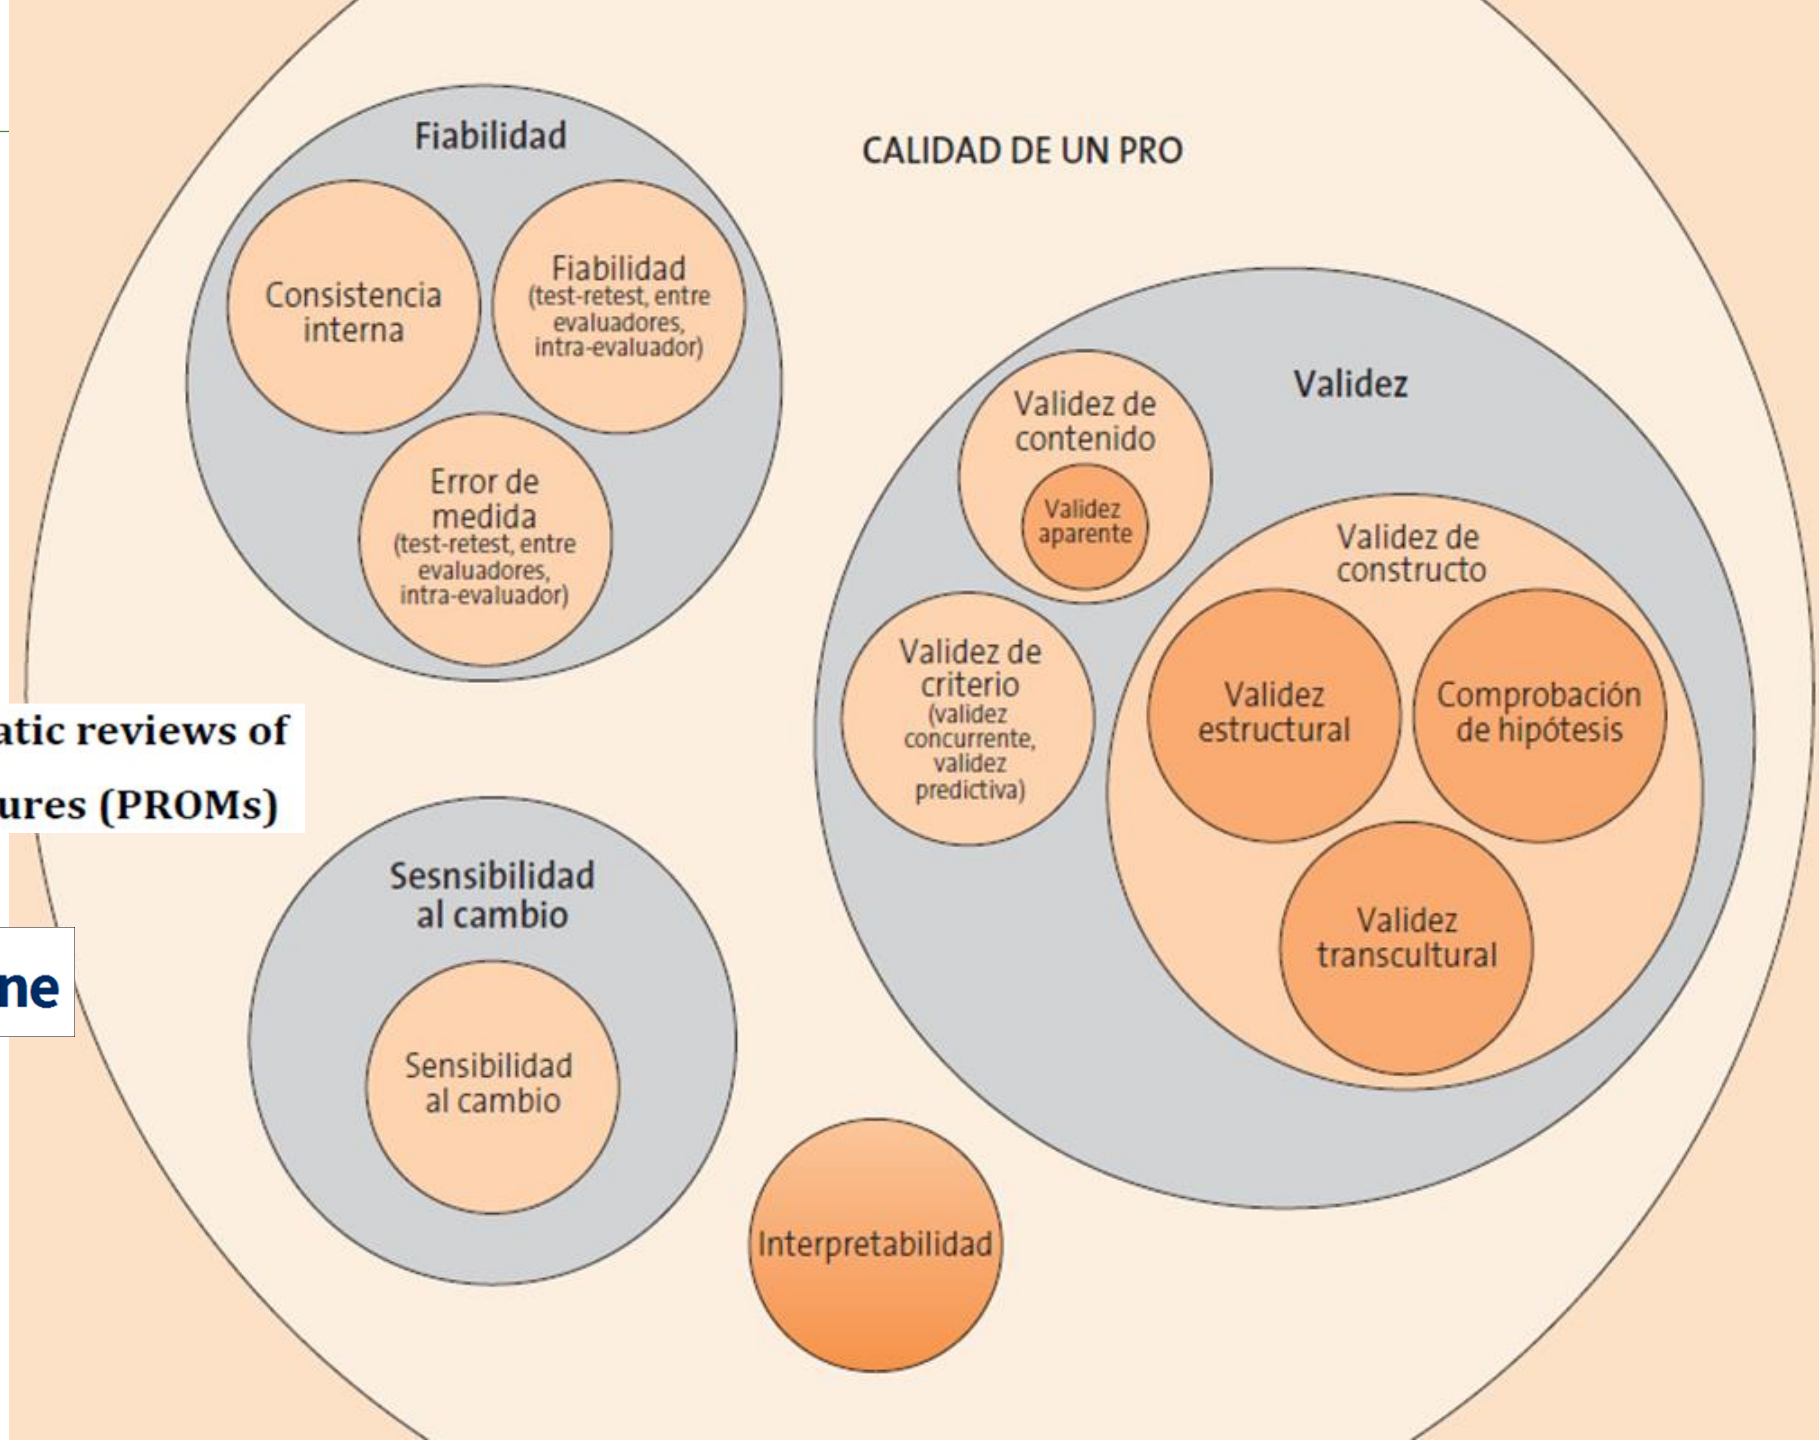 CALIDAD DE UN PRO
Fiabilidad
Consistencia
interna
Fiabilidad
(test-retest, entre
evaluadores,
intra-evaluador)
Error de
medida
(test-retest, entre
evaluadores,
intra-evaluador)
Validez
Validez de
contenido
Validez
aparente
Validez de
criterio
(validez
concurrente,
validez
predictiva)
Validez de
constructo
Validez
estructural
Comprobación
de hipótesis
Validez
transcultural
atic reviews of
ures (PROMs)
ne
Sesnsibilidad
al cambio
Sensibilidad
al cambio
Interpretabilidad